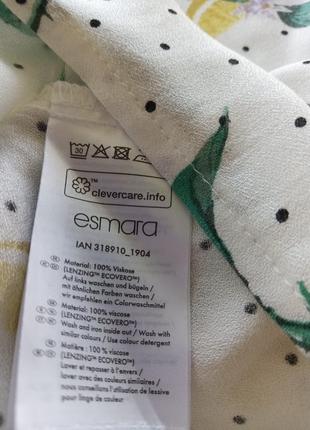 30
clevercare.info
esmara
IAN 318910_1904
Material: 100% Viskose
(LENZING™ ECOVERO™)
Auf links waschen und bügeln /
mit ähnlichen Farben waschen /
wir empfehlen ein Colorwaschmittel
Material: 100% viscose
(LENZING™ ECOVERO™)
Wash and iron inside out / Wash with
similar colours / Use colour detergent
Matière : 100 % viscose
(LENZING™ ECOVERO™)
Laver et repasser à l'envers /
laver avec des couleurs similaires /
nous conseillons l'utilisation de lessive
pour linge de couleur